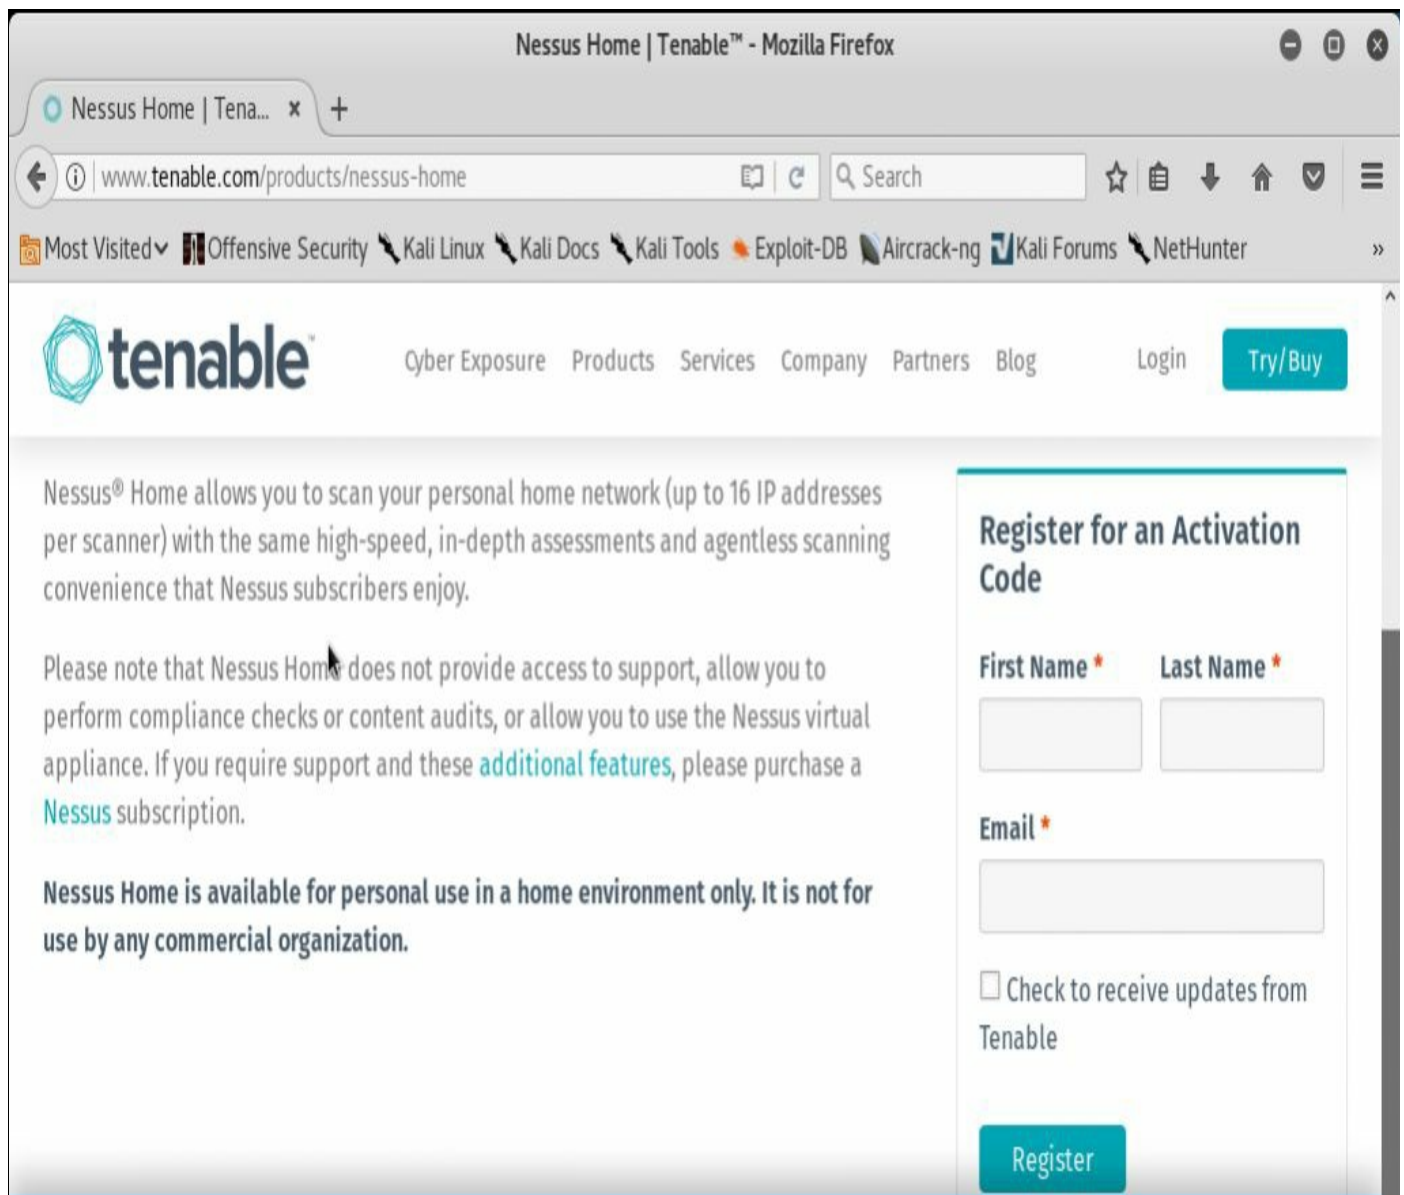 Nessus Home | Tenable™ - Mozilla Firefox
Nessus Home | Tena... × +
www.tenable.com/products/nessus-home Search
Most Visited Offensive Security Kali Linux Kali Docs Kali Tools Exploit-DB Aircrack-ng Kali Forums NetHunter »
tenable™ Cyber Exposure Products Services Company Partners Blog Login Try/Buy
Nessus® Home allows you to scan your personal home network (up to 16 IP addresses
per scanner) with the same high-speed, in-depth assessments and agentless scanning
convenience that Nessus subscribers enjoy.
Please note that Nessus Home does not provide access to support, allow you to
perform compliance checks or content audits, or allow you to use the Nessus virtual
appliance. If you require support and these additional features, please purchase a
Nessus subscription.
Nessus Home is available for personal use in a home environment only. It is not for
use by any commercial organization.
Register for an Activation
Code
First Name * Last Name *
Email *
Check to receive updates from
Tenable
Register